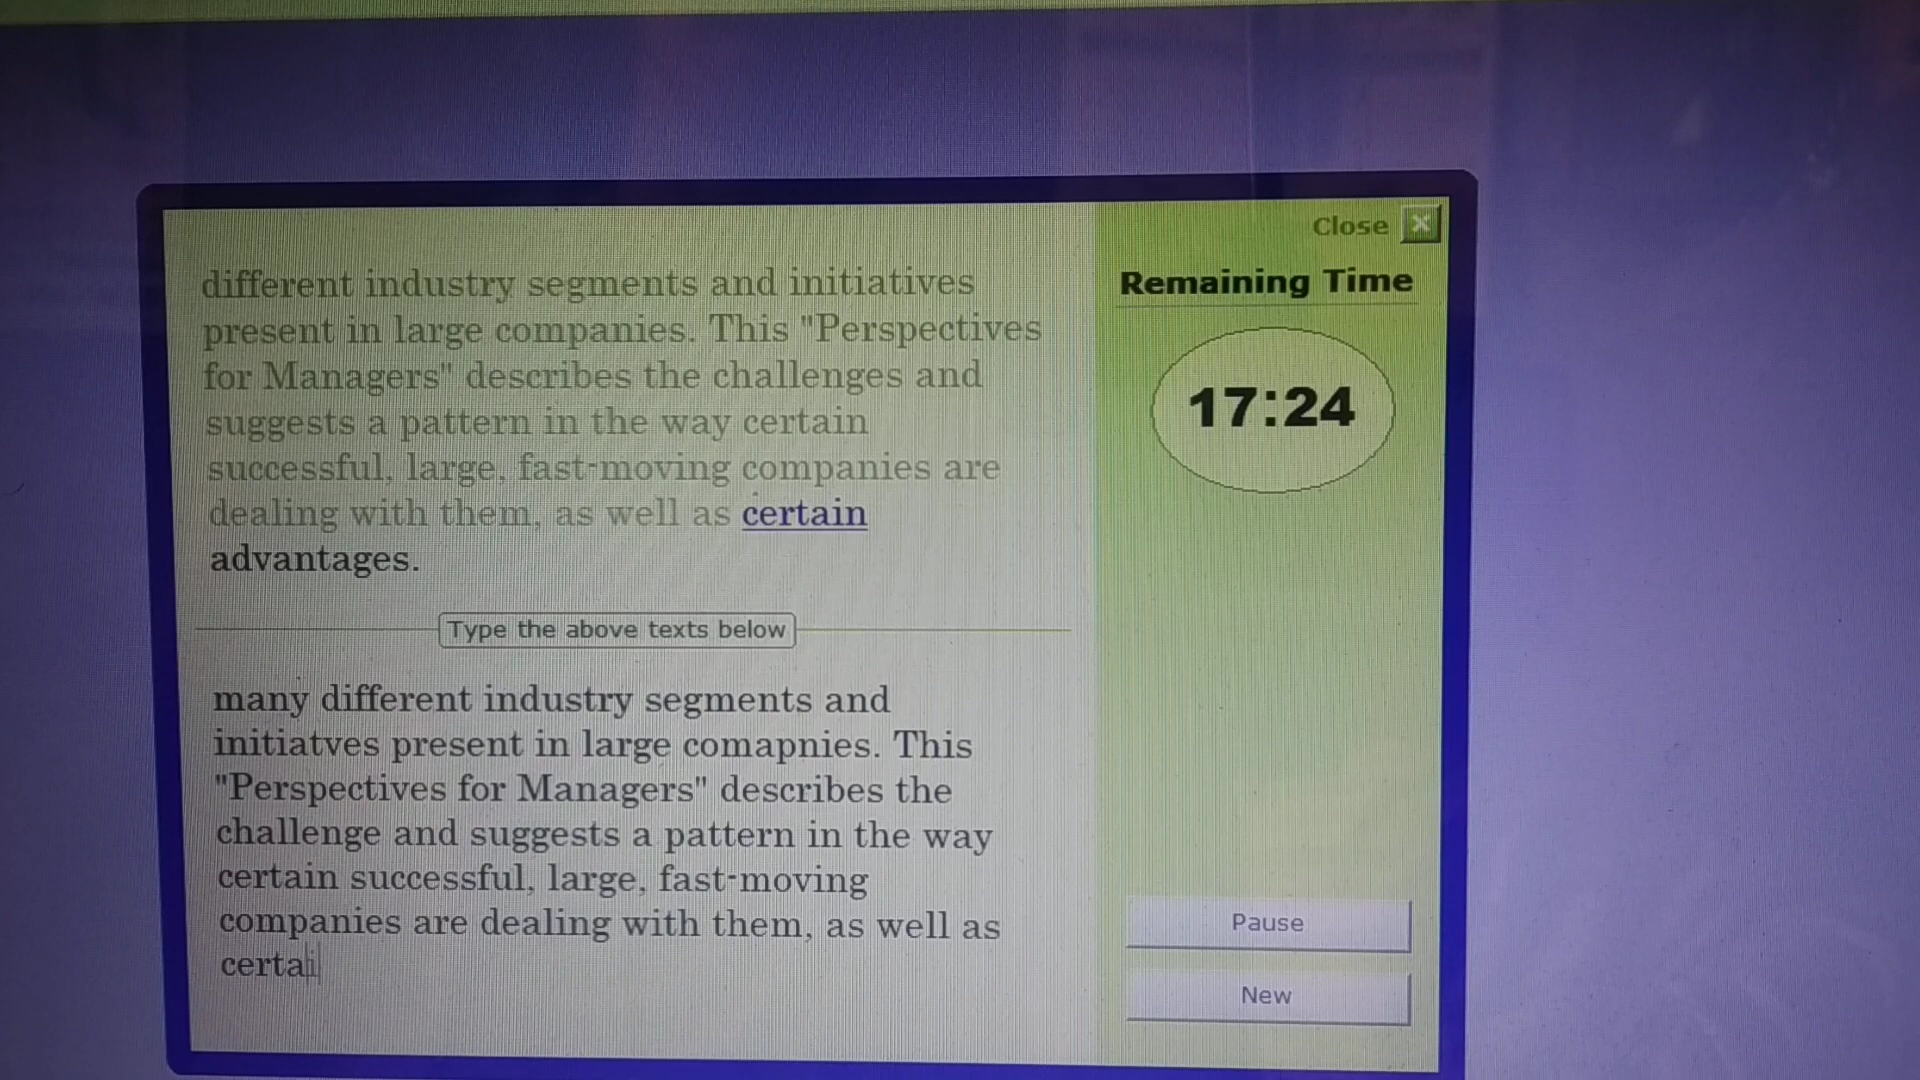 Close
Remaining Time
17:24
different industry segments and initiatives
present in large companies. This "Perspectives
for Managers" describes the challenges and
suggests a pattern in the way certain
successful, large, fast-moving companies are
dealing with them, as well as certain
advantages.
Type the above texts below
many different industry segments and
initiatves present in large comapnies. This
"Perspectives for Managers" describes the
challenge and suggests a pattern in the way
certain successful, large, fast-moving
companies are dealing with them, as well as
certai
Pause
New